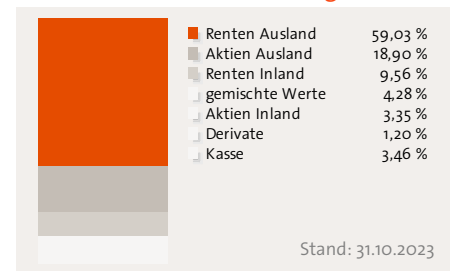 Renten Ausland 59,03 %
Aktien Ausland 18,90 %
Renten Inland 9,56 %
gemischte Werte 4,28 %
Aktien Inland 3,35 %
Derivate 1,20 %
Kasse 3,46 %
Stand: 31.10.2023